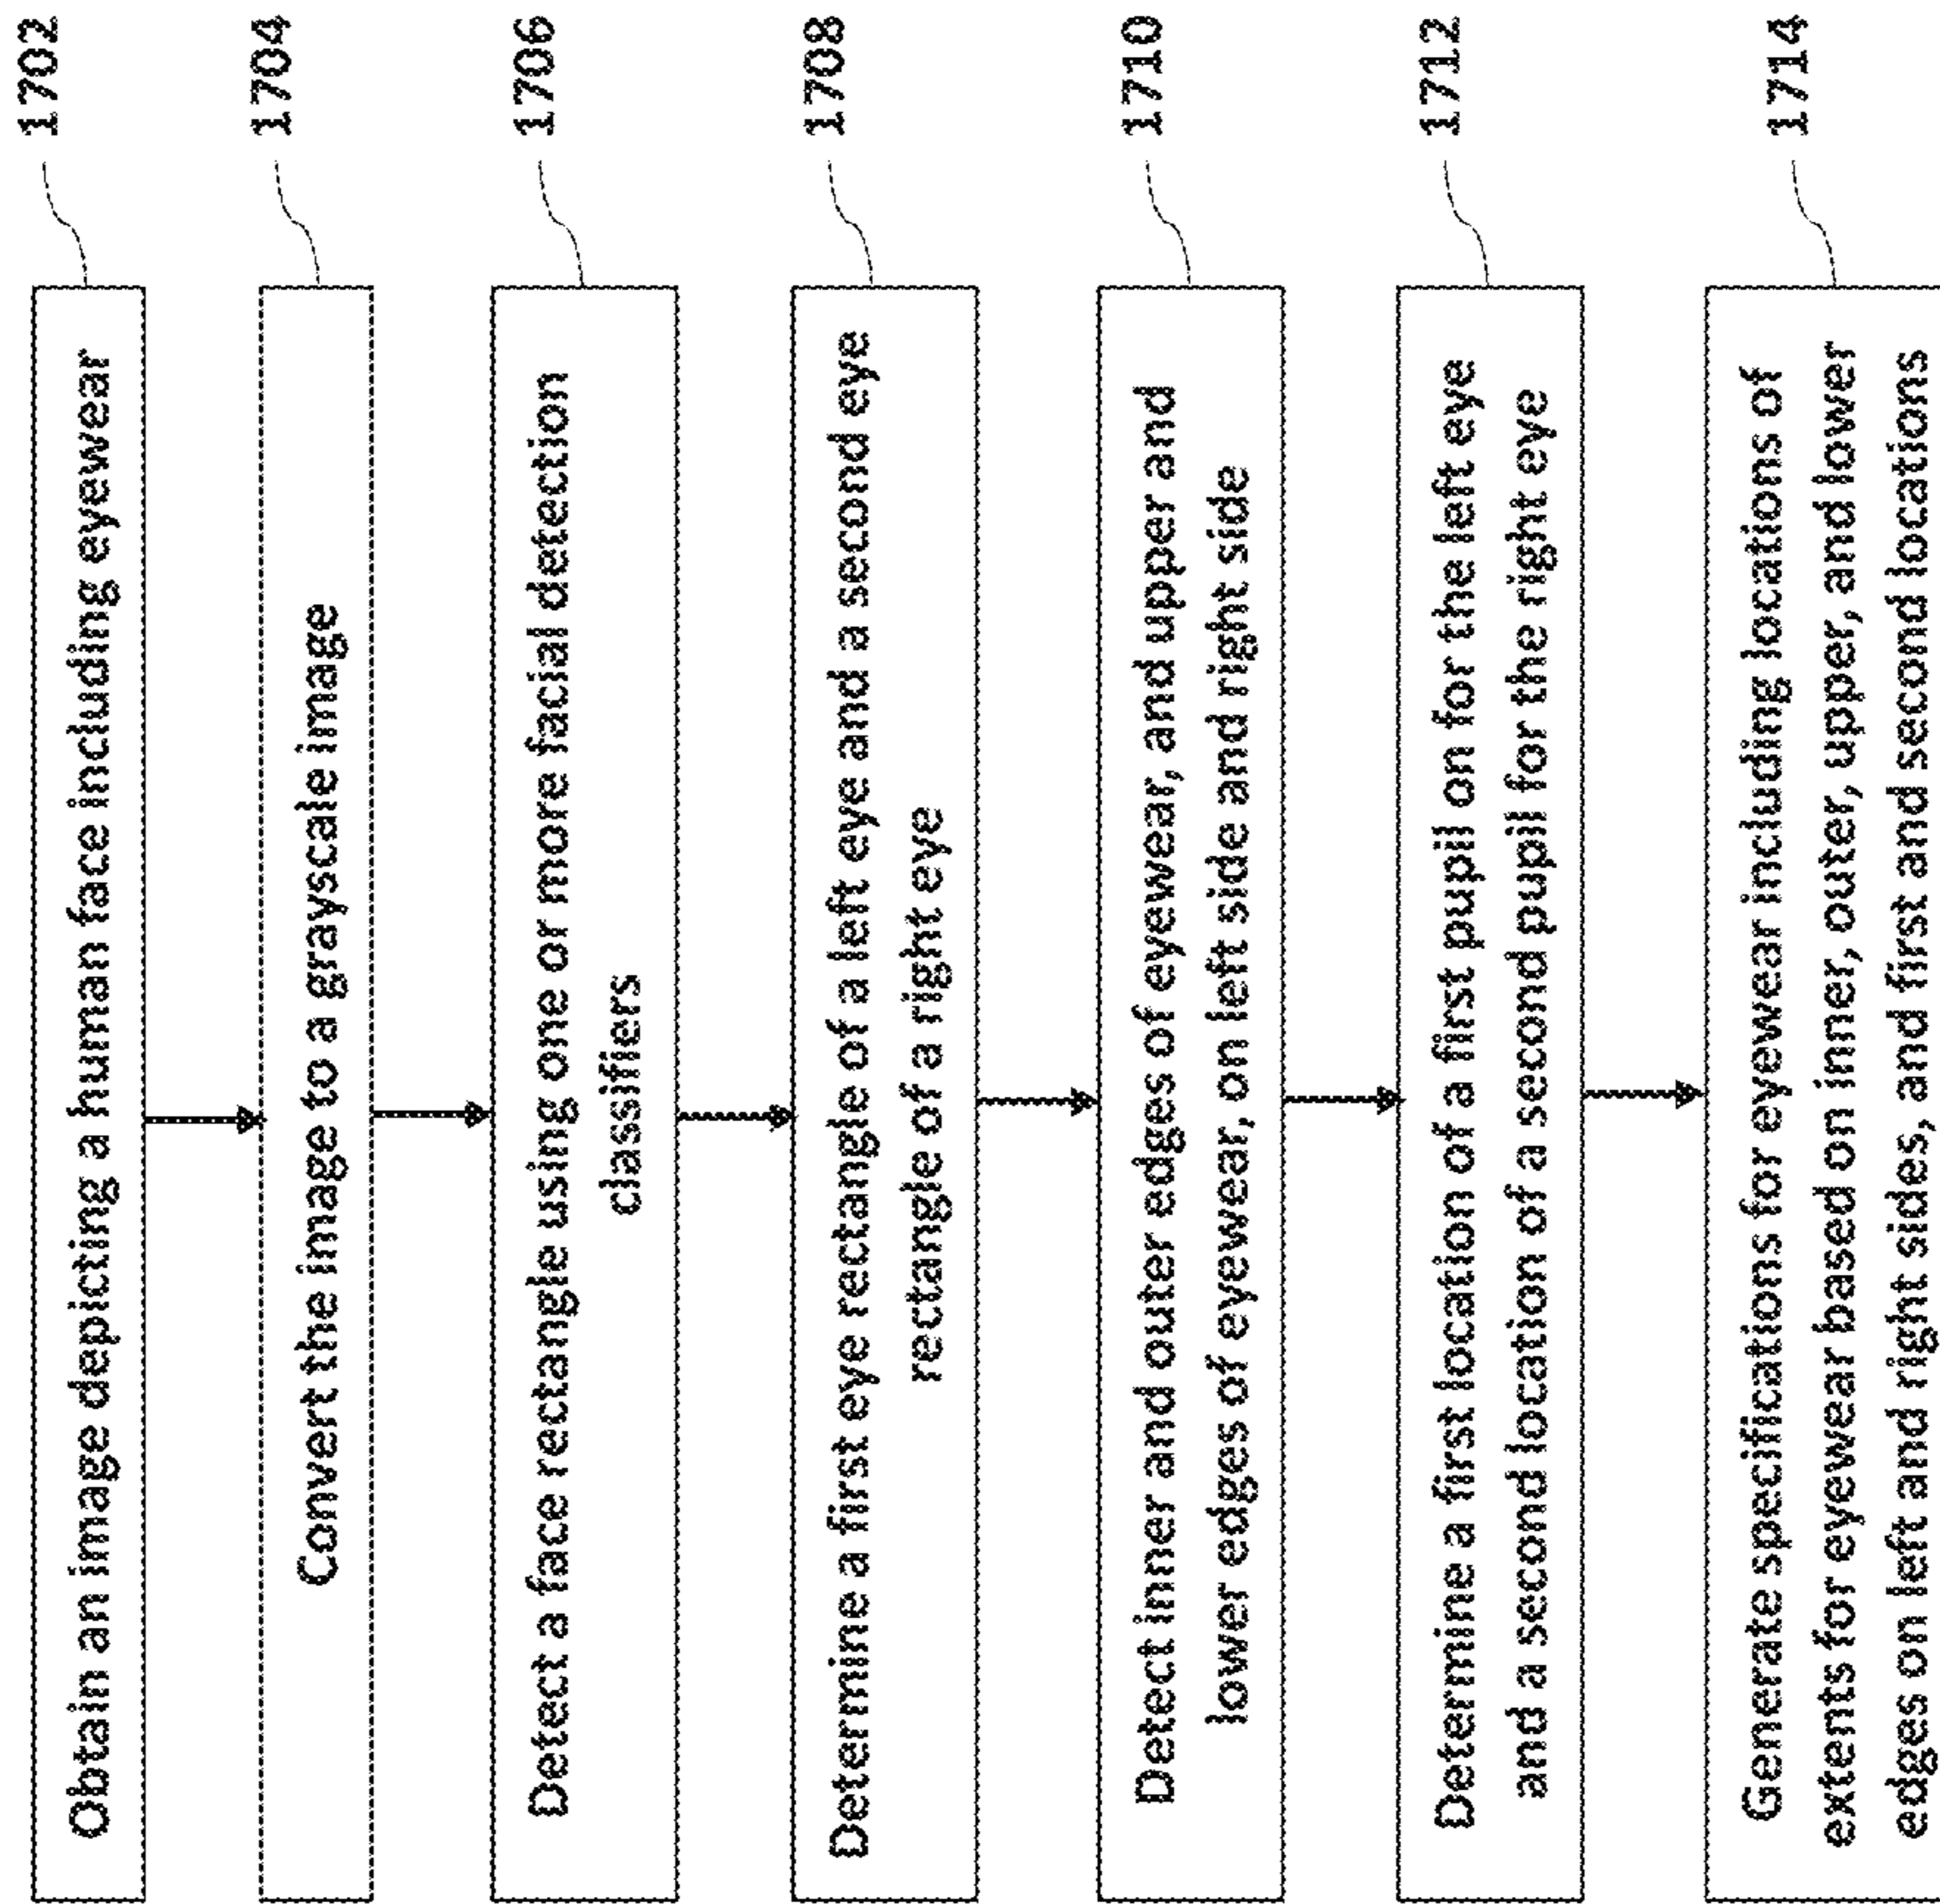 Obtain an image depicting a human face including eyewear
1702
Convert the image to a grayscale image
1704
Detect a face rectangle using one or more facial detection
classifiers
1706
Determine a first eye rectangle of a left eye and a second eye
rectangle of a right eye
1708
Detect inner and outer edges of eyewear, and upper and
lower edges of eyewear, on left side and right side
1710
Determine a first location of a first pupil on for the left eye
and a second location of a second pupil for the right eye
1712
Generate specifications for eyewear including locations of
extents for eyewear based on inner, outer, upper, and lower
edges on left and right sides, and first and second locations
1714